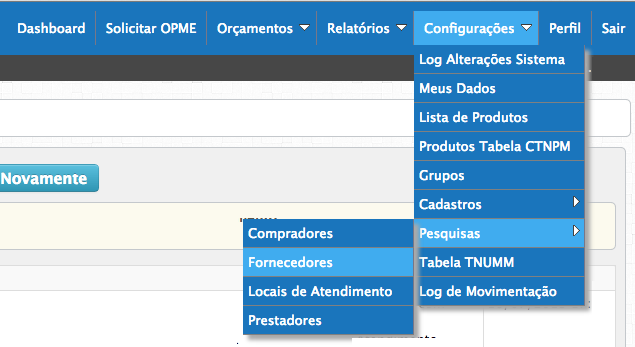 Dashboard
Solicitar OPME
Orçamentos
Relatórios
Configurações
Perfil
Sair
Log Alterações Sistema
Meus Dados
Lista de Produtos
Produtos Tabela CTNPM
Grupos
Cadastros
Pesquisas
Tabela TNUMM
Log de Movimentação
Compradores
Fornecedores
Locais de Atendimento
Prestadores
Novamente